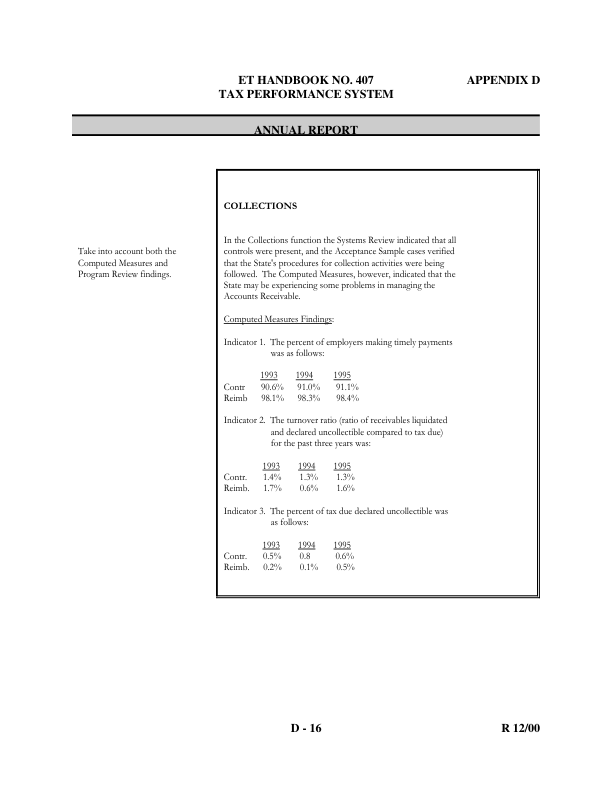 ET HANDBOOK NO. 407 APPENDIX D
TAX PERFORMANCE SYSTEM
ANNUAL REPORT
Take into account both the
Computed Measures and
Program Review findings.
COLLECTIONS
In the Collections function the Systems Review indicated that all
controls were present, and the Acceptance Sample cases verified
that the State's procedures for collection activities were being
followed. The Computed Measures, however, indicated that the
State may be experiencing some problems in managing the
Accounts Receivable.
Computed Measures Findings:
Indicator 1. The percent of employers making timely payments
was as follows:
1993 1994 1995
Contr 90.6% 91.0% 91.1%
Reimb 98.1% 98.3% 98.4%
Indicator 2. The turnover ratio (ratio of receivables liquidated
and declared uncollectible compared to tax due)
for the past three years was:
1993 1994 1995
Contr. 1.4% 1.3% 1.3%
Reimb. 1.7% 0.6% 1.6%
Indicator 3. The percent of tax due declared uncollectible was
as follows:
1993 1994 1995
Contr. 0.5% 0.8 0.6%
Reimb. 0.2% 0.1% 0.5%
D - 16 R 12/00